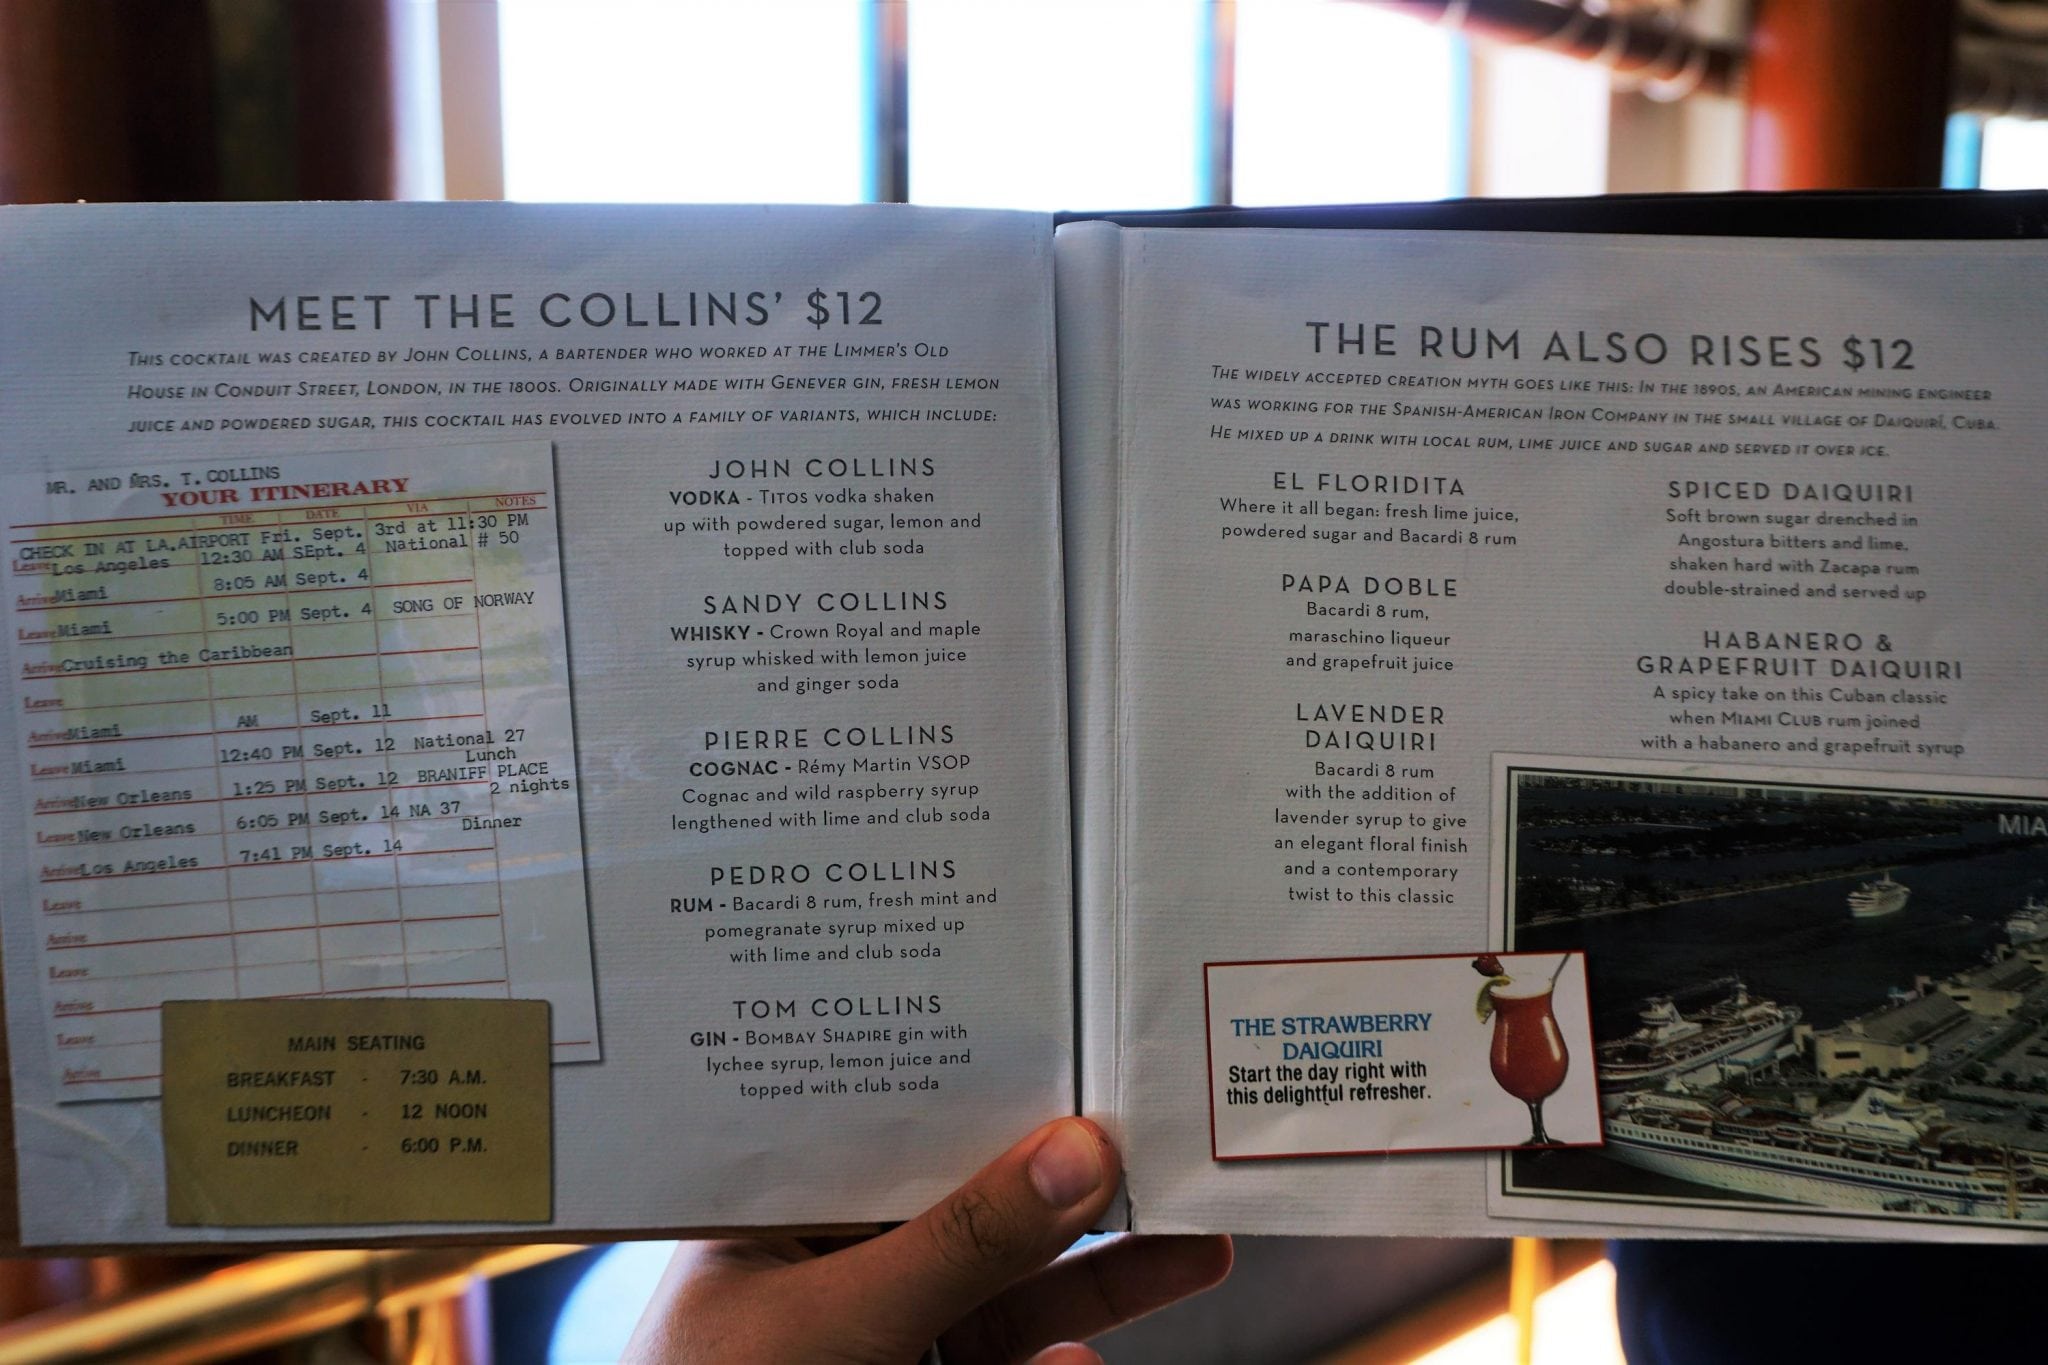 MEET THE COLLINS' $12
THIS COCKTAIL WAS CREATED BY JOHN COLLINS, A BARTENDER WHO WORKED AT THE LIMMER'S OLD
HOUSE IN CONDUIT STREET, LONDON, IN THE 1800S. ORIGINALLY MADE WITH GENEVER GIN, FRESH LEMON
JUICE AND POWDERED SUGAR, THIS COCKTAIL HAS EVOLVED INTO A FAMILY OF VARIANTS, WHICH INCLUDE:
MR. AND MRS. T. COLLINS
YOUR ITINERARY
TIME DATE VIA NOTES
CHECK IN AT LA.AIRPORT Fri. Sept. 3rd at 11:30 PM
Leave Los Angeles 12:30 AM SEpt. 4 National # 50
Arrive Miami 8:05 AM Sept. 4
Leave Miami 5:00 PM Sept. 4 SONG OF NORWAY
Arrive Cruising the Caribbean
Leave
Arrive Miami AM Sept. 11
Leave Miami 12:40 PM Sept. 12 National 27
Lunch
Arrive New Orleans 1:25 PM Sept. 12 BRANIFF PLACE
2 nights
Leave New Orleans 6:05 PM Sept. 14 NA 37
Dinner
Arrive Los Angeles 7:41 PM Sept. 14
Leave
Arrive
Leave
Arrive
Leave
Arrive
MAIN SEATING
BREAKFAST - 7:30 A.M.
LUNCHEON - 12 NOON
DINNER - 6:00 P.M.
JOHN COLLINS
VODKA - TITOS vodka shaken
up with powdered sugar, lemon and
topped with club soda
SANDY COLLINS
WHISKY - Crown Royal and maple
syrup whisked with lemon juice
and ginger soda
PIERRE COLLINS
COGNAC - Rémy Martin VSOP
Cognac and wild raspberry syrup
lengthened with lime and club soda
PEDRO COLLINS
RUM - Bacardi 8 rum, fresh mint and
pomegranate syrup mixed up
with lime and club soda
TOM COLLINS
GIN - BOMBAY SHAPIRE gin with
lychee syrup, lemon juice and
topped with club soda
THE RUM ALSO RISES $12
THE WIDELY ACCEPTED CREATION MYTH GOES LIKE THIS: IN THE 1890S, AN AMERICAN MINING ENGINEER
WAS WORKING FOR THE SPANISH-AMERICAN IRON COMPANY IN THE SMALL VILLAGE OF DAIQUIRÍ, CUBA.
HE MIXED UP A DRINK WITH LOCAL RUM, LIME JUICE AND SUGAR AND SERVED IT OVER ICE.
EL FLORIDITA
Where it all began: fresh lime juice,
powdered sugar and Bacardi 8 rum
PAPA DOBLE
Bacardi 8 rum,
maraschino liqueur
and grapefruit juice
LAVENDER
DAIQUIRI
Bacardi 8 rum
with the addition of
lavender syrup to give
an elegant floral finish
and a contemporary
twist to this classic
SPICED DAIQUIRI
Soft brown sugar drenched in
Angostura bitters and lime,
shaken hard with Zacapa rum
double-strained and served up
HABANERO &
GRAPEFRUIT DAIQUIRI
A spicy take on this Cuban classic
when MIAMI CLUB rum joined
with a habanero and grapefruit syrup
MIA
THE STRAWBERRY
DAIQUIRI
Start the day right with
this delightful refresher.